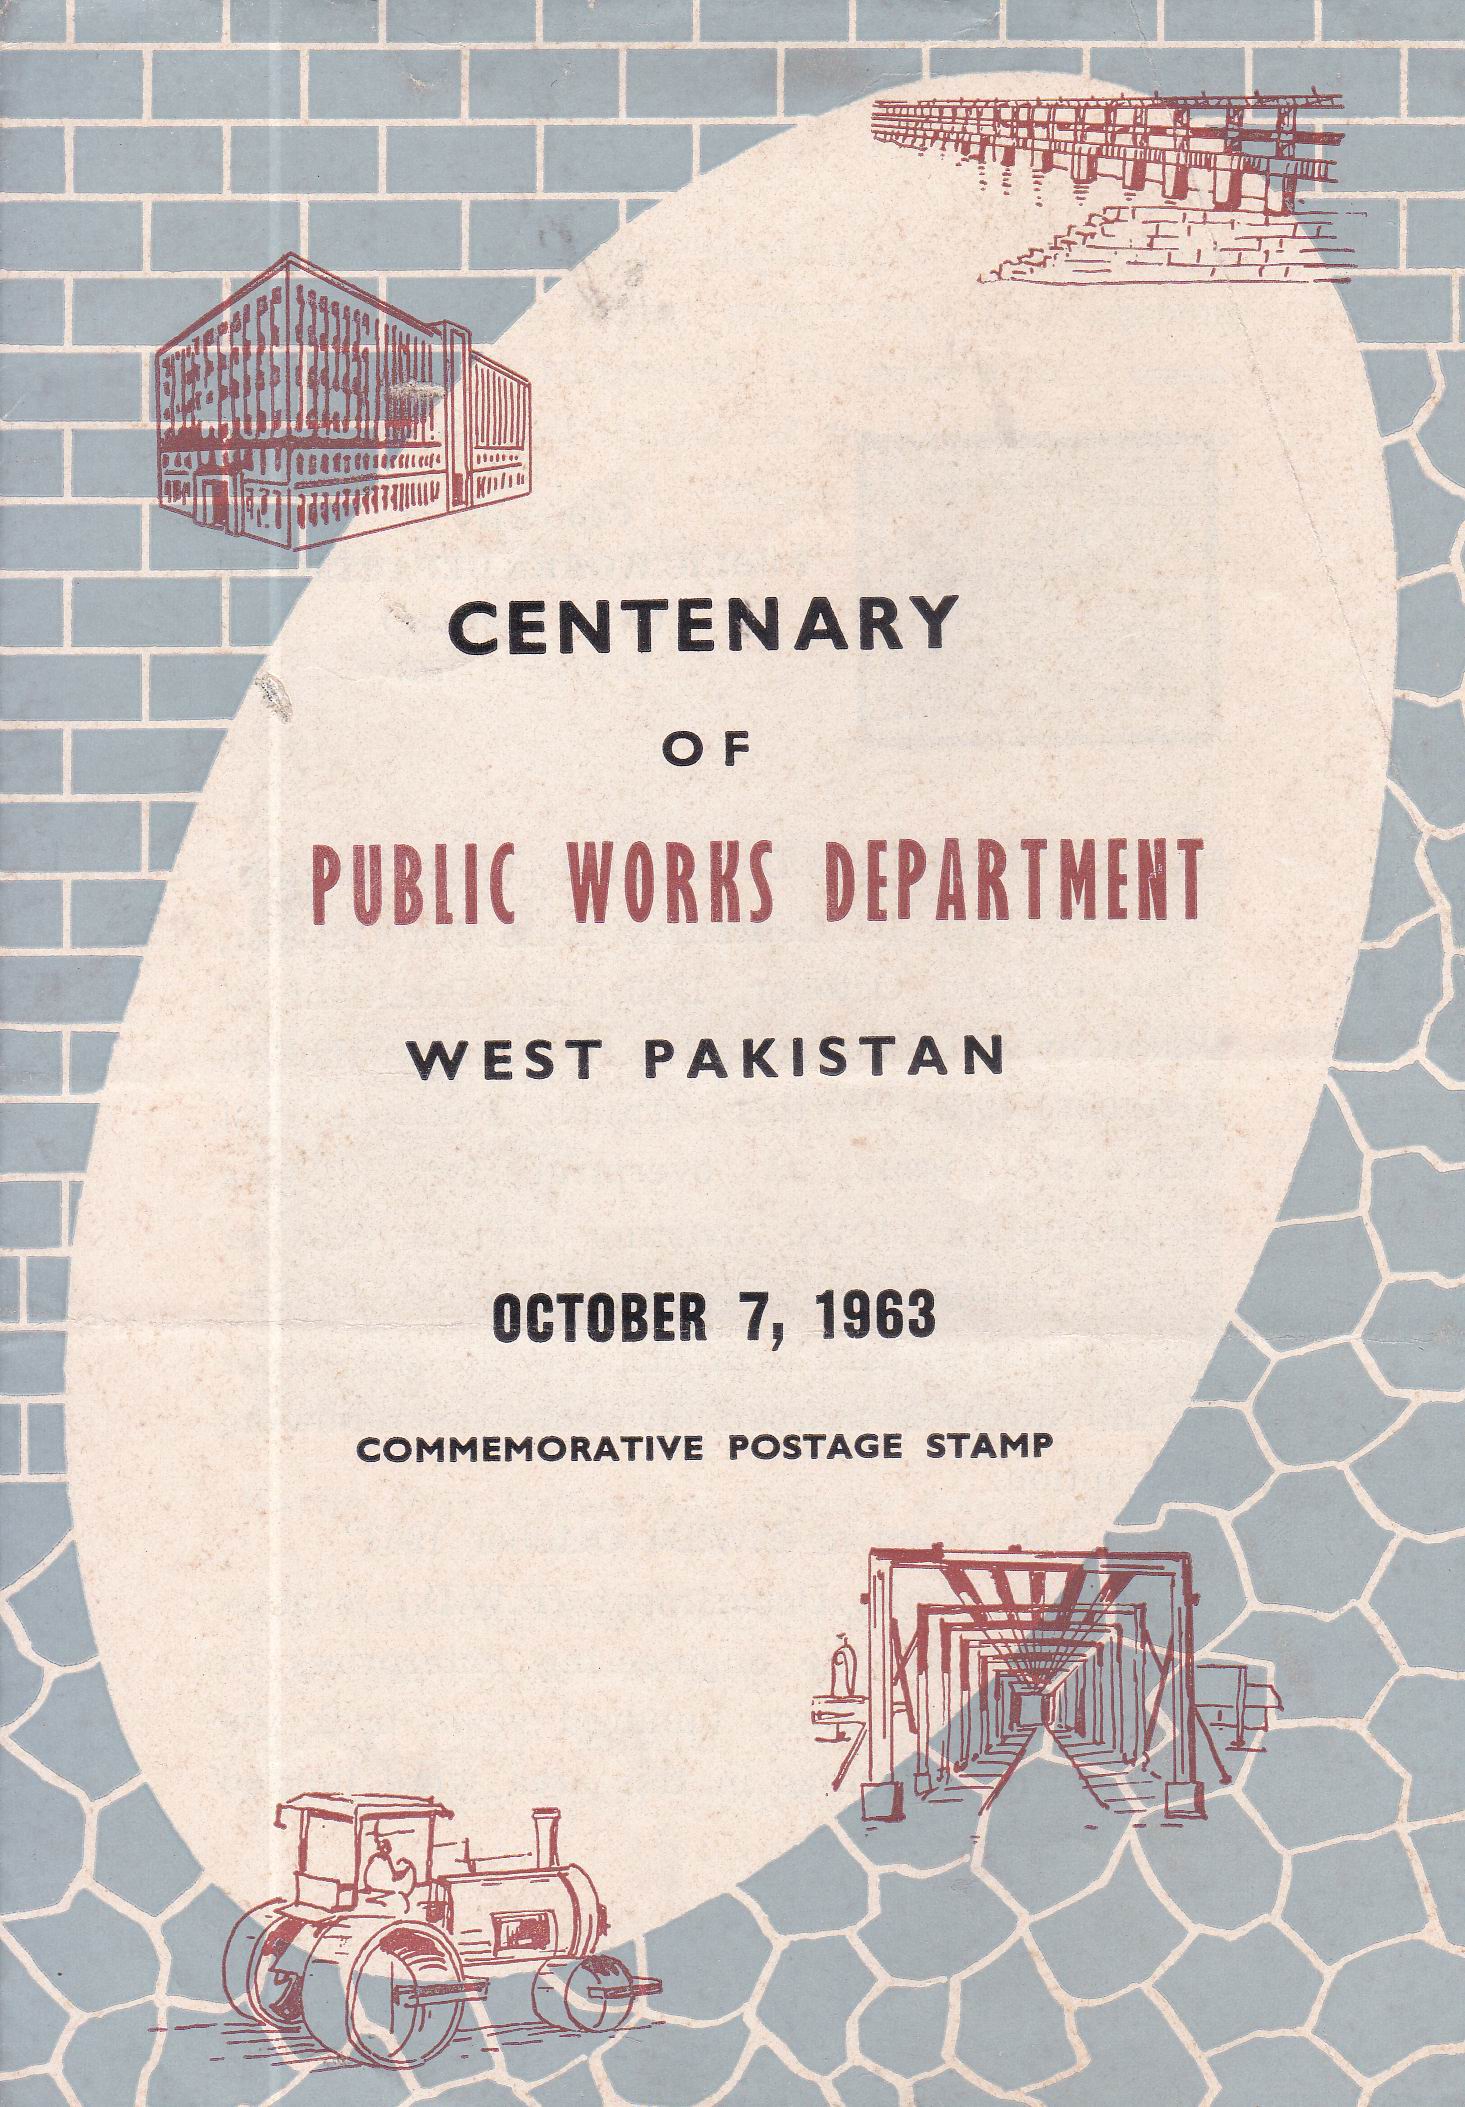 CENTENARY
OF
PUBLIC WORKS DEPARTMENT
WEST PAKISTAN
OCTOBER 7, 1963
COMMEMORATIVE POSTAGE STAMP